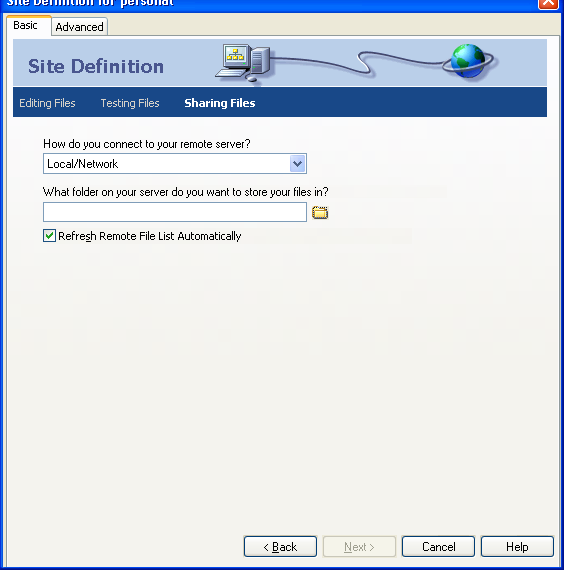 Site Definition for personal
Basic
Advanced
Site Definition
Editing Files
Testing Files
Sharing Files
How do you connect to your remote server?
Local/Network
What folder on your server do you want to store your files in?
Refresh Remote File List Automatically
< Back
Next >
Cancel
Help